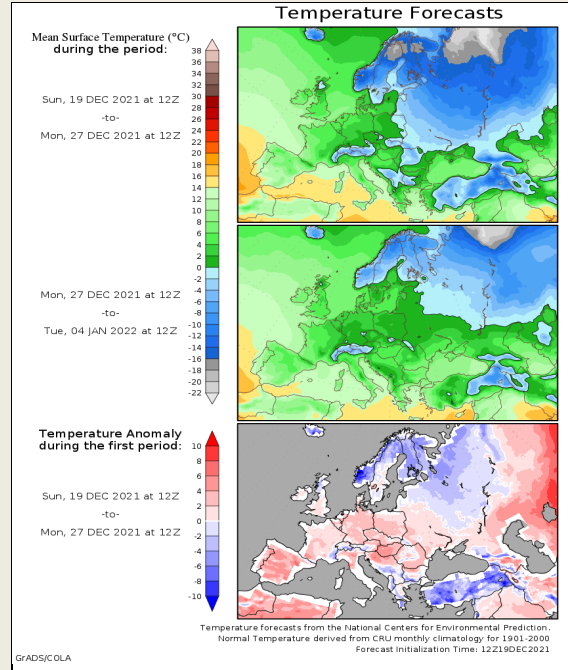 Temperature Forecasts
Mean Surface Temperature (°C)
during the period:
Sun, 19 DEC 2021 at 12Z
-to-
Mon, 27 DEC 2021 at 12Z
38
36
34
32
30
28
26
24
22
20
18
16
14
12
10
8
6
4
2
0
-2
-4
-6
-8
-10
-12
-14
-16
-18
-20
-22
Mon, 27 DEC 2021 at 12Z
-to-
Tue, 04 JAN 2022 at 12Z
Temperature Anomaly
during the first period:
Sun, 19 DEC 2021 at 12Z
-to-
Mon, 27 DEC 2021 at 12Z
10
8
6
4
2
0
-2
-4
-6
-8
-10
Temperature forecasts from the National Centers for Environmental Prediction.
Normal Temperature derived from CRU monthly climatology for 1901-2000
Forecast Initialization Time: 12Z19DEC2021
GrADS/COLA